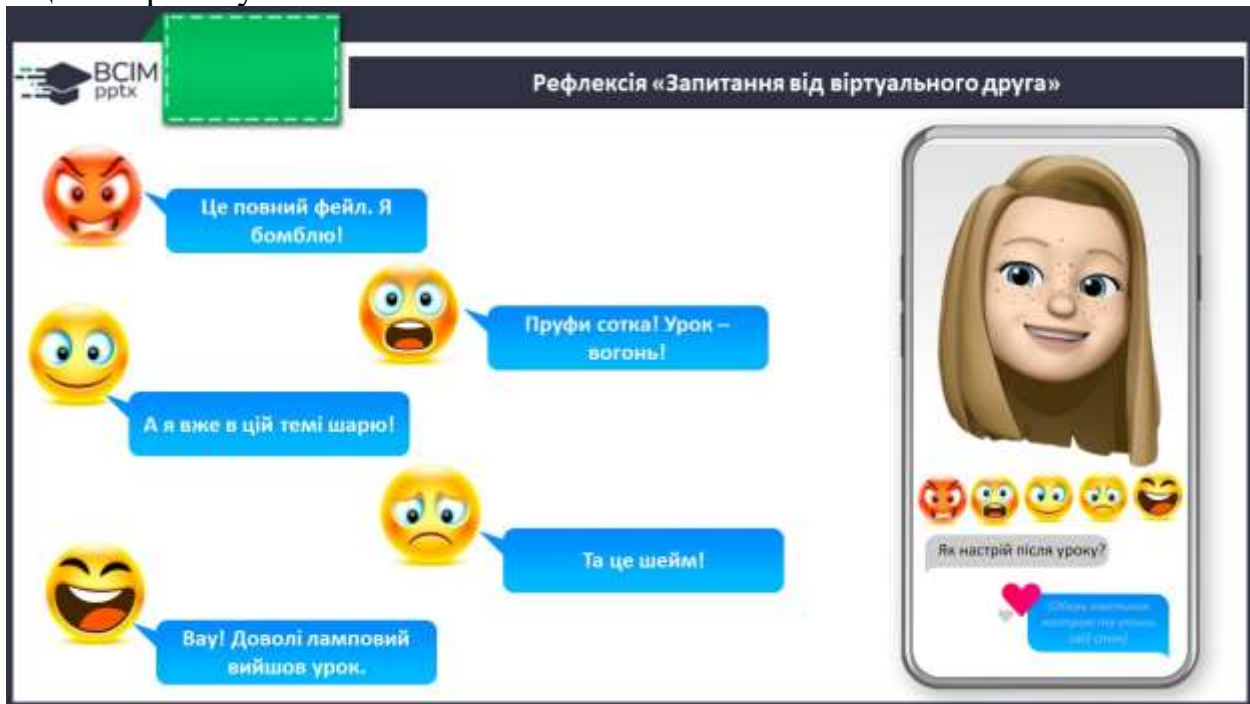 ВСІМ
pptx
Рефлексія «Запитання від віртуального друга»
Це повний фейл. Я
бомблю!
Пруфи сотка! Урок –
вогонь!
А я вже в цій темі шарю!
Та це шейм!
Вау! Доволі ламповий
вийшов урок.
Як настрій після уроку?